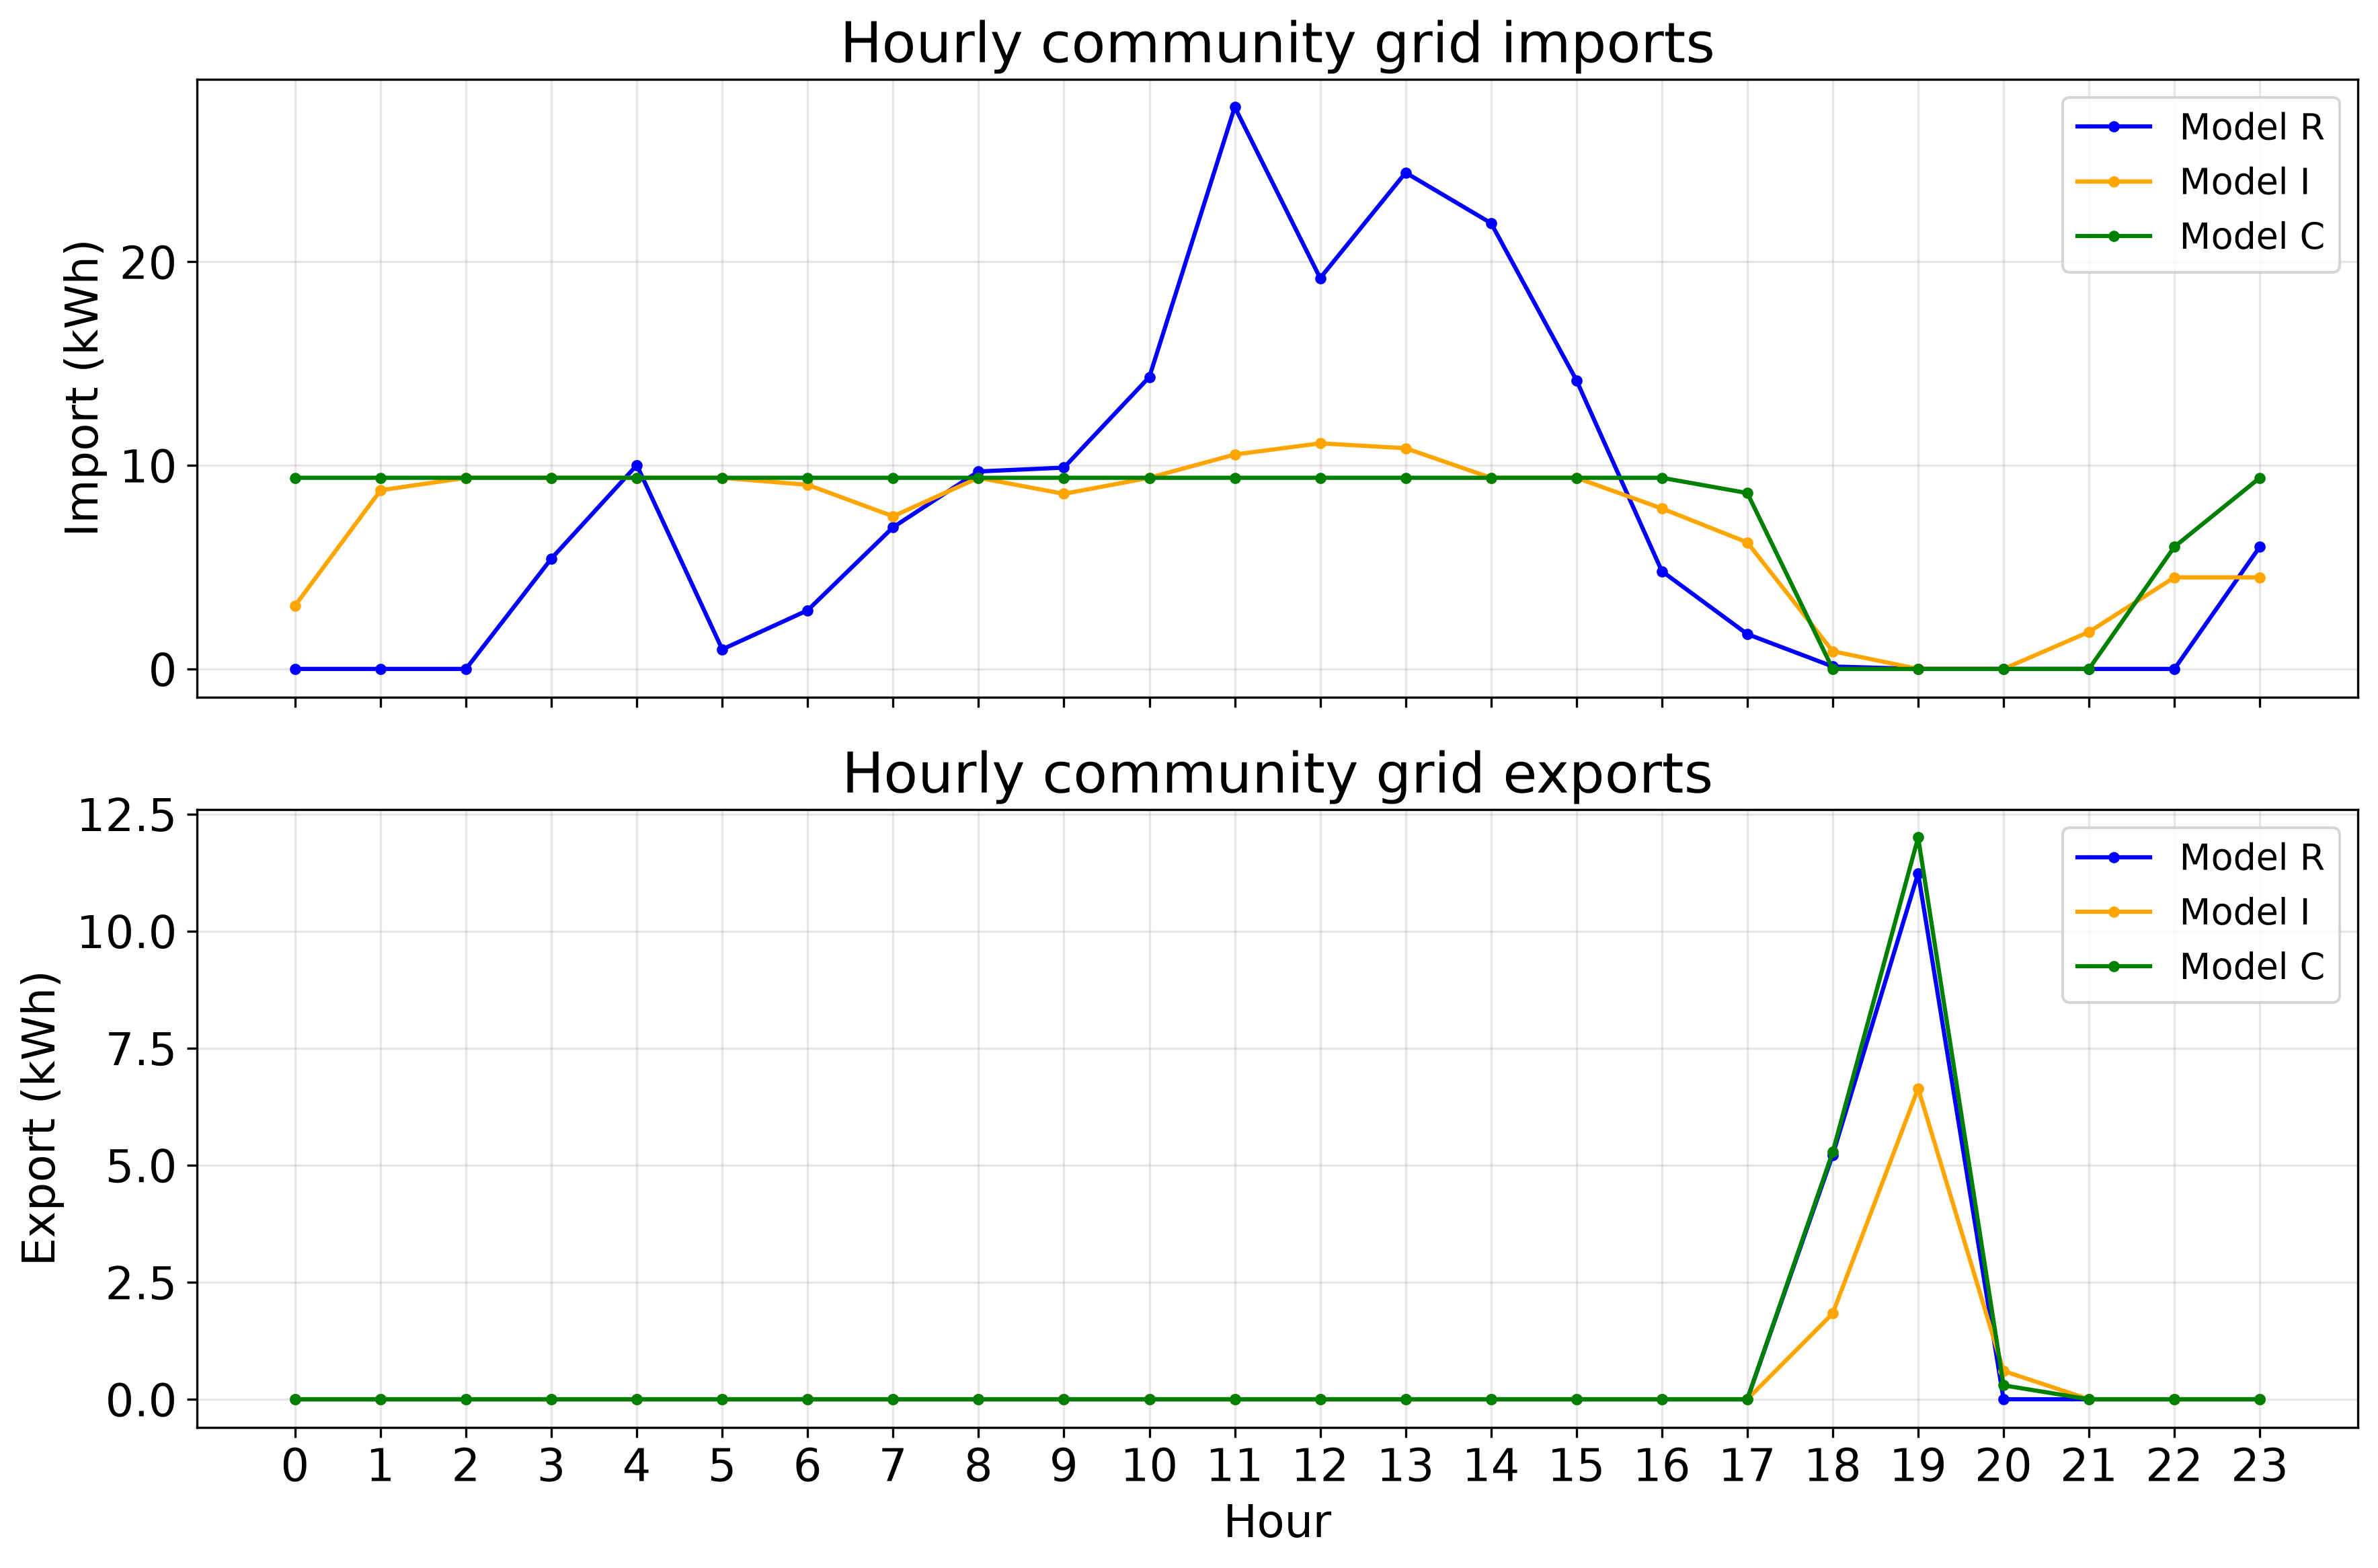 Hourly community grid imports
Import (kWh)
20
10
0
Model R
Model I
Model C
Hourly community grid exports
Export (kWh)
12.5
10.0
7.5
5.0
2.5
0.0
Model R
Model I
Model C
0 1 2 3 4 5 6 7 8 9 10 11 12 13 14 15 16 17 18 19 20 21 22 23
Hour